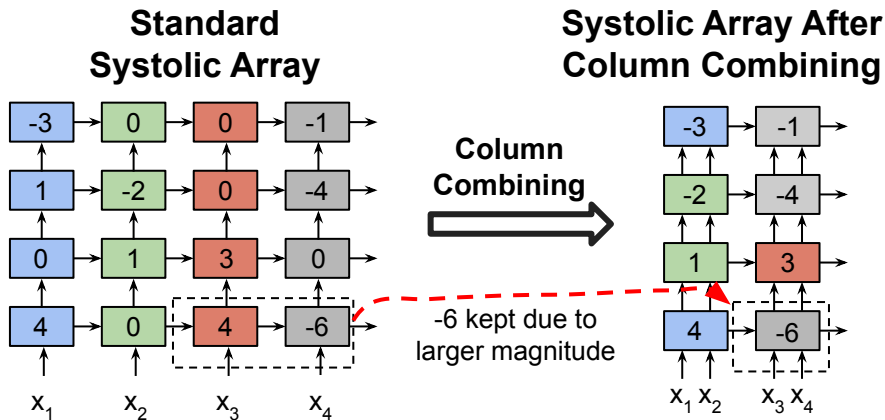 Standard
Systolic Array
Systolic Array After
Column Combining
-3 0 0 -1
1 -2 0 -4
0 1 3 0
4 0 4 -6
x1 x2 x3 x4
Column
Combining
-6 kept due to
larger magnitude
-3 -1
-2 -4
1 3
4 -6
x1 x2 x3 x4